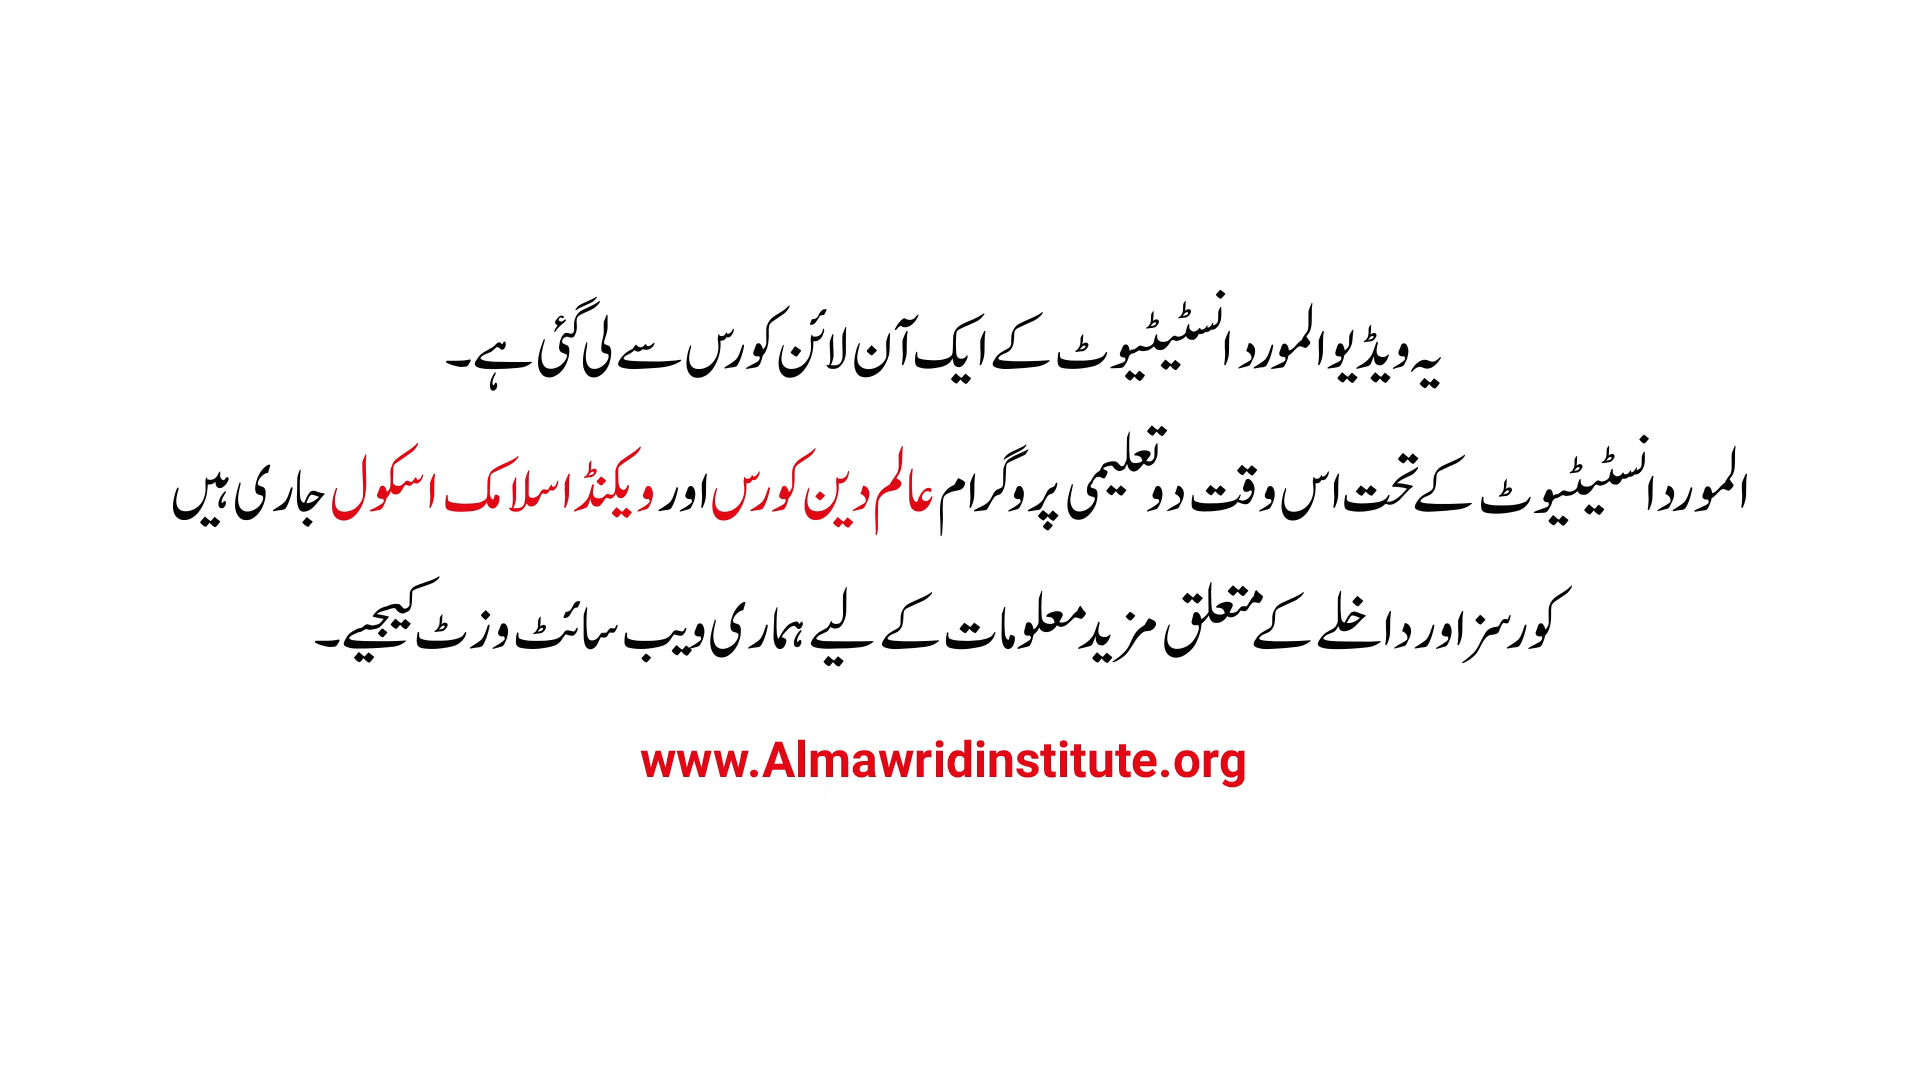 یہ ویڈیو المورد انسٹیٹیوٹ کے ایک آن لائن کورس سے لی گئی ہے۔
المورد انسٹیٹیوٹ کے تحت اس وقت دو تعلیمی پروگرام عالم دین کورس اور ویکنڈ اسلامک اسکول جاری ہیں
کورسز اور داخلے کے متعلق مزید معلومات کے لیے ہماری ویب سائٹ وزٹ کیجیے۔
www.Almawridinstitute.org